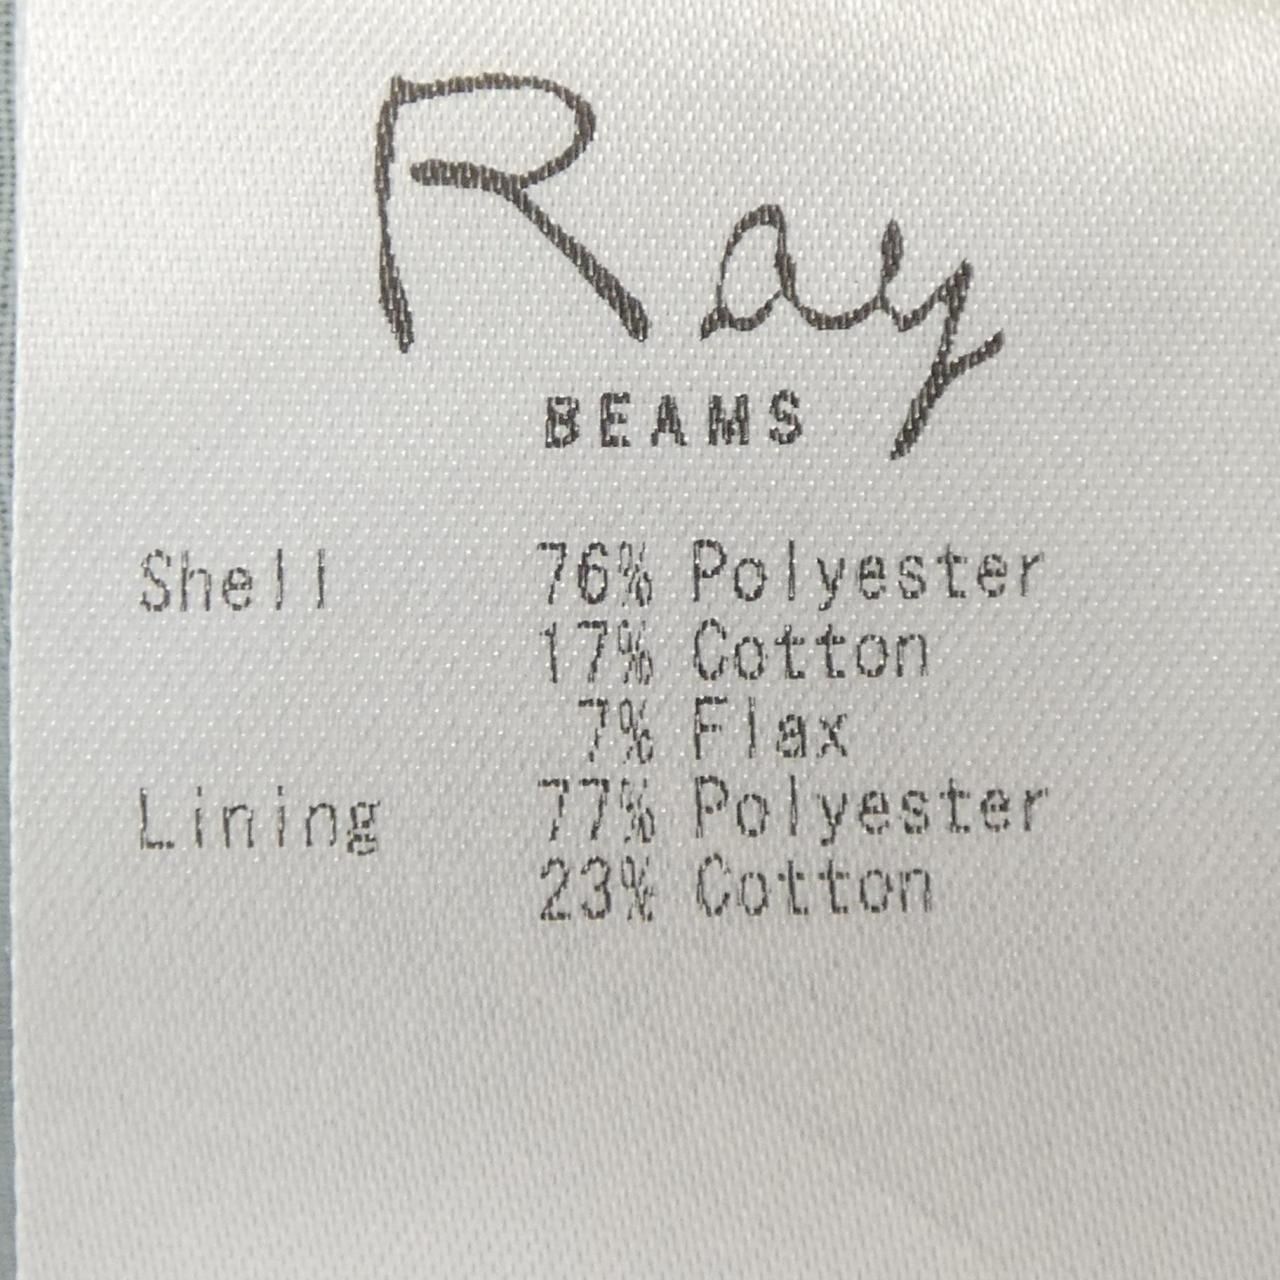 Ray
BEAMS
Shell 76% Polyester
17% Cotton
7% Flax
Lining 77% Polyester
23% Cotton